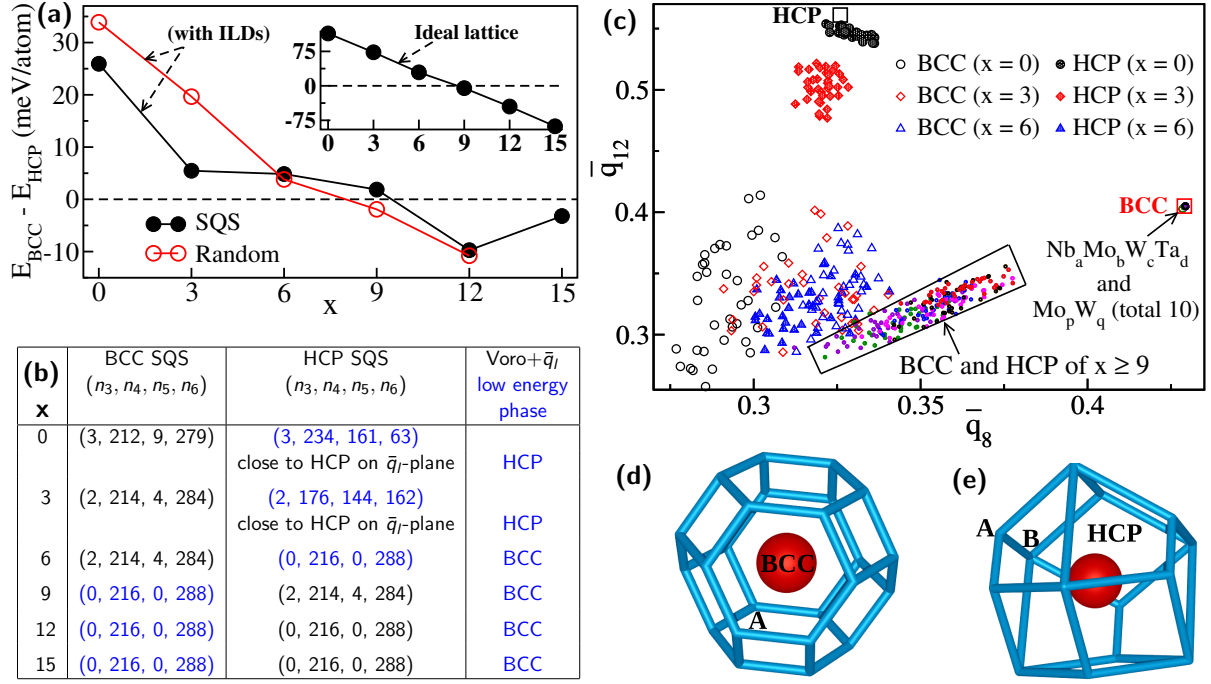 (a)
(with ILDs)
Ideal lattice
75
0
-75
0 3 6 9 12 15
30
20
10
0
-10
E_BCC - E_HCP (meV/atom)
SQS
Random
0 3 6 9 12 15
x
(b)
x
BCC SQS
(n₃, n₄, n₅, n₆)
HCP SQS
(n₃, n₄, n₅, n₆)
Voro+q̄_l
low energy
phase
0 (3, 212, 9, 279) (3, 234, 161, 63)
close to HCP on q̄_l-plane HCP
3 (2, 214, 4, 284) (2, 176, 144, 162)
close to HCP on q̄_l-plane HCP
6 (2, 214, 4, 284) (0, 216, 0, 288) BCC
9 (0, 216, 0, 288) (2, 214, 4, 284) BCC
12 (0, 216, 0, 288) (0, 216, 0, 288) BCC
15 (0, 216, 0, 288) (0, 216, 0, 288) BCC
(c)
HCP
BCC (x = 0) HCP (x = 0)
BCC (x = 3) HCP (x = 3)
BCC (x = 6) HCP (x = 6)
0.5
0.4
0.3
q̄₁₂
BCC
Nb_aMo_bW_cTa_d
and
Mo_pW_q (total 10)
BCC and HCP of x ≥ 9
0.3 0.35 0.4
q̄₈
(d)
BCC
A
(e)
A
B
HCP